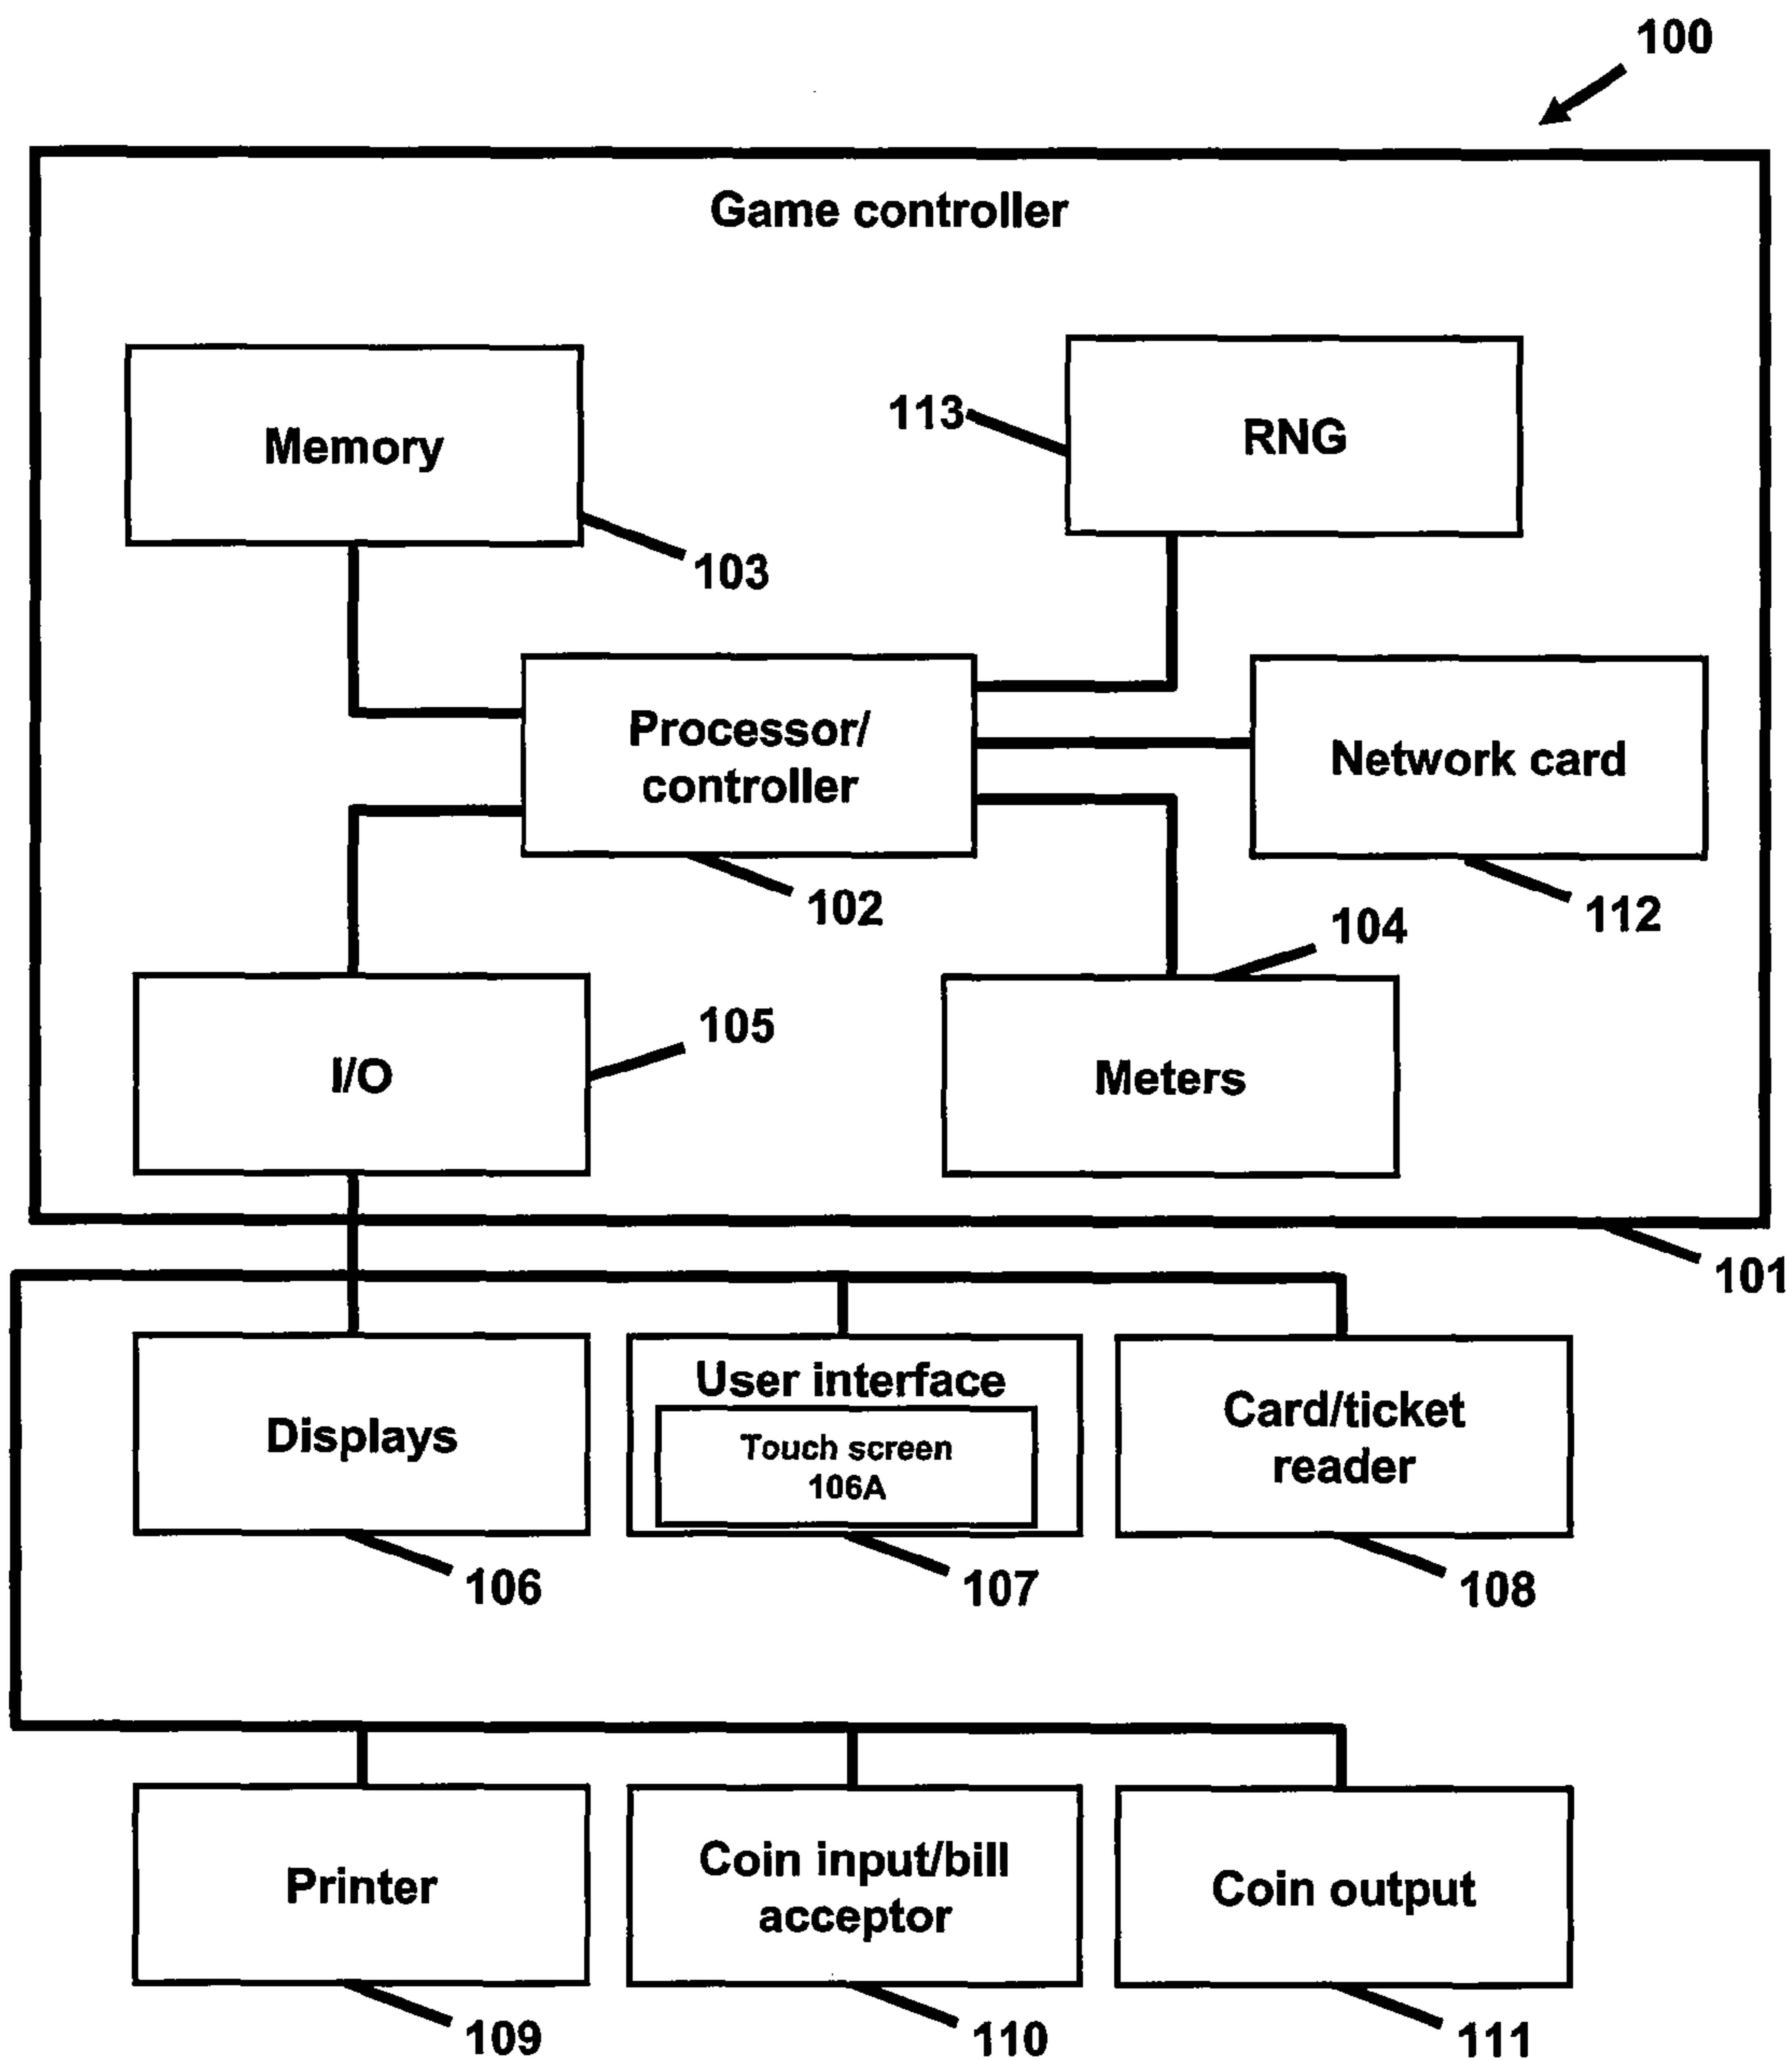 100
Game controller
Memory
113
RNG
103
Processor/
controller
Network card
102
112
104
105
I/O
Meters
101
Displays
User interface
Touch screen
106A
Card/ticket
reader
106
107
108
Printer
Coin input/bill
acceptor
Coin output
109
110
111